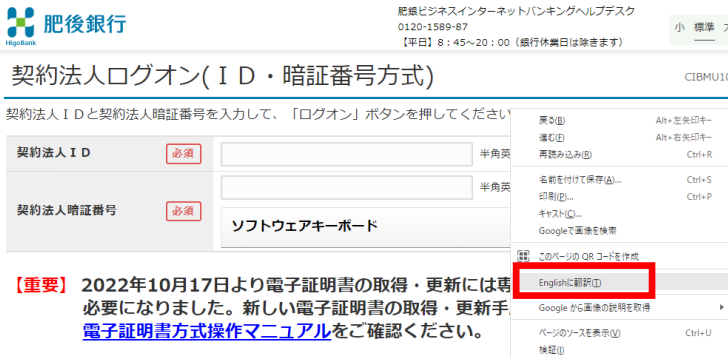 肥後銀行
HigoBank
肥銀ビジネスインターネットバンキングヘルプデスク
0120-1589-87
【平日】8：45～20：00（銀行休業日は除きます）
小 標準
契約法人ログオン(ＩＤ・暗証番号方式)
CIBMU10
契約法人ＩＤと契約法人暗証番号を入力して、「ログオン」ボタンを押してください
契約法人ＩＤ 必須 半角英
契約法人暗証番号 必須 半角英
ソフトウェアキーボード
【重要】 2022年10月17日より電子証明書の取得・更新には専
必要になりました。新しい電子証明書の取得・更新手
電子証明書方式操作マニュアルをご確認ください。
戻る(B) Alt+左矢印キー
進む(F) Alt+右矢印キー
再読み込み(R) Ctrl+R
名前を付けて保存(A)... Ctrl+S
印刷(P)... Ctrl+P
キャスト(C)...
Googleで画像を検索
このページの QR コードを作成
Englishに翻訳(T)
Google から画像の説明を取得
ページのソースを表示(V) Ctrl+U
検証(I)